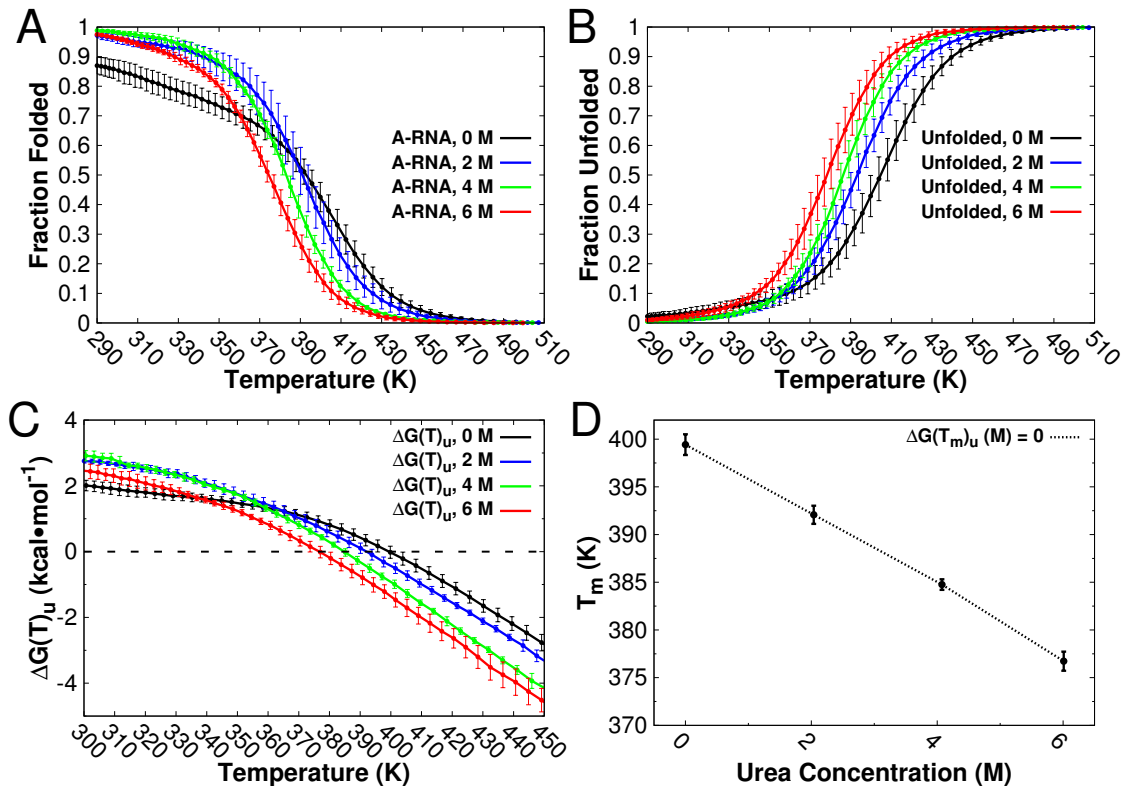 A
Fraction Folded
1
0.9
0.8
0.7
0.6
0.5
0.4
0.3
0.2
0.1
0
A-RNA, 0 M
A-RNA, 2 M
A-RNA, 4 M
A-RNA, 6 M
290 310 330 350 370 390 410 430 450 470 490 510
Temperature (K)
B
Fraction Unfolded
1
0.9
0.8
0.7
0.6
0.5
0.4
0.3
0.2
0.1
0
Unfolded, 0 M
Unfolded, 2 M
Unfolded, 4 M
Unfolded, 6 M
290 310 330 350 370 390 410 430 450 470 490 510
Temperature (K)
C
ΔG(T)u (kcal•mol⁻¹)
4
2
0
-2
-4
ΔG(T)u, 0 M
ΔG(T)u, 2 M
ΔG(T)u, 4 M
ΔG(T)u, 6 M
300 310 320 330 340 350 360 370 380 390 400 410 420 430 440 450
Temperature (K)
D
Tm (K)
400
395
390
385
380
375
370
ΔG(Tm)u (M) = 0
0 2 4 6
Urea Concentration (M)